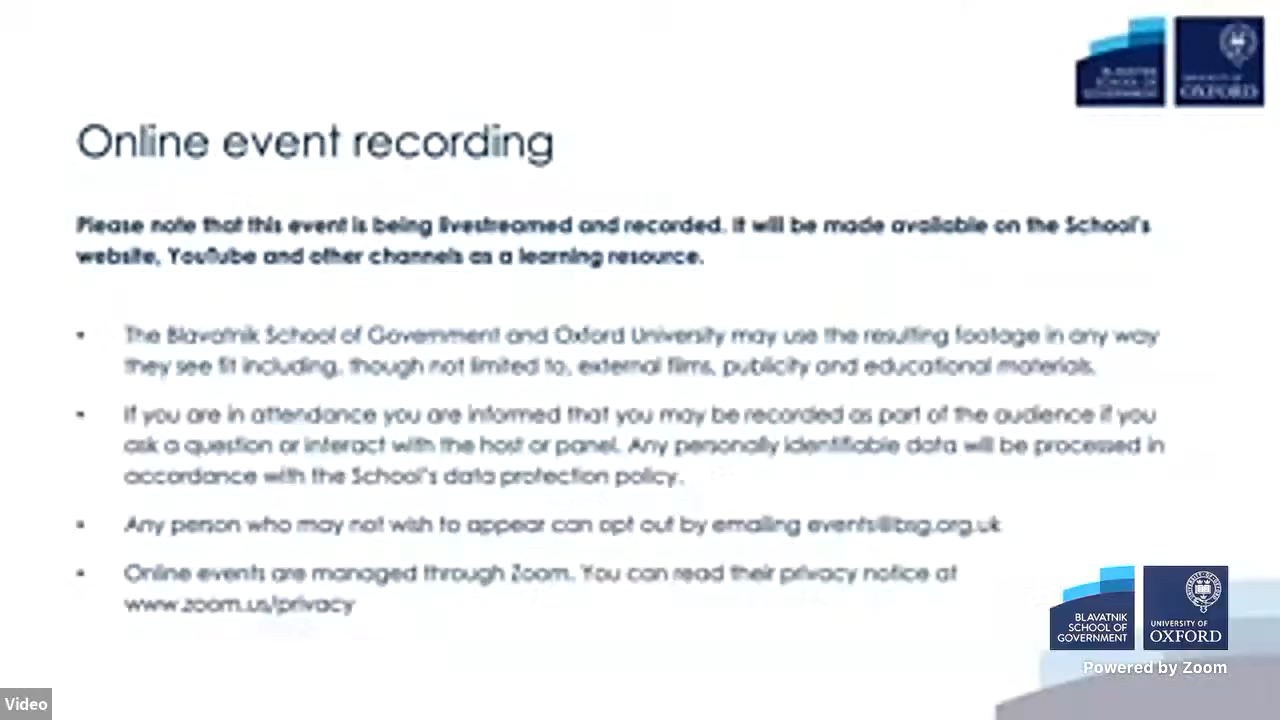 BLAVATNIK
SCHOOL OF
GOVERNMENT
UNIVERSITY OF
OXFORD
Online event recording
Please note that this event is being livestreamed and recorded. It will be made available on the School's
website, YouTube and other channels as a learning resource.
• The Blavatnik School of Government and Oxford University may use the resulting footage in any way
they see fit including, though not limited to, external films, publicity and educational materials.
• If you are in attendance you are informed that you may be recorded as part of the audience if you
ask a question or interact with the host or panel. Any personally identifiable data will be processed in
accordance with the School's data protection policy.
• Any person who may not wish to appear can opt out by emailing events@bsg.org.uk
• Online events are managed through Zoom. You can read their privacy notice at
www.zoom.us/privacy
BLAVATNIK
SCHOOL OF
GOVERNMENT
UNIVERSITY OF
OXFORD
Powered by Zoom
Video